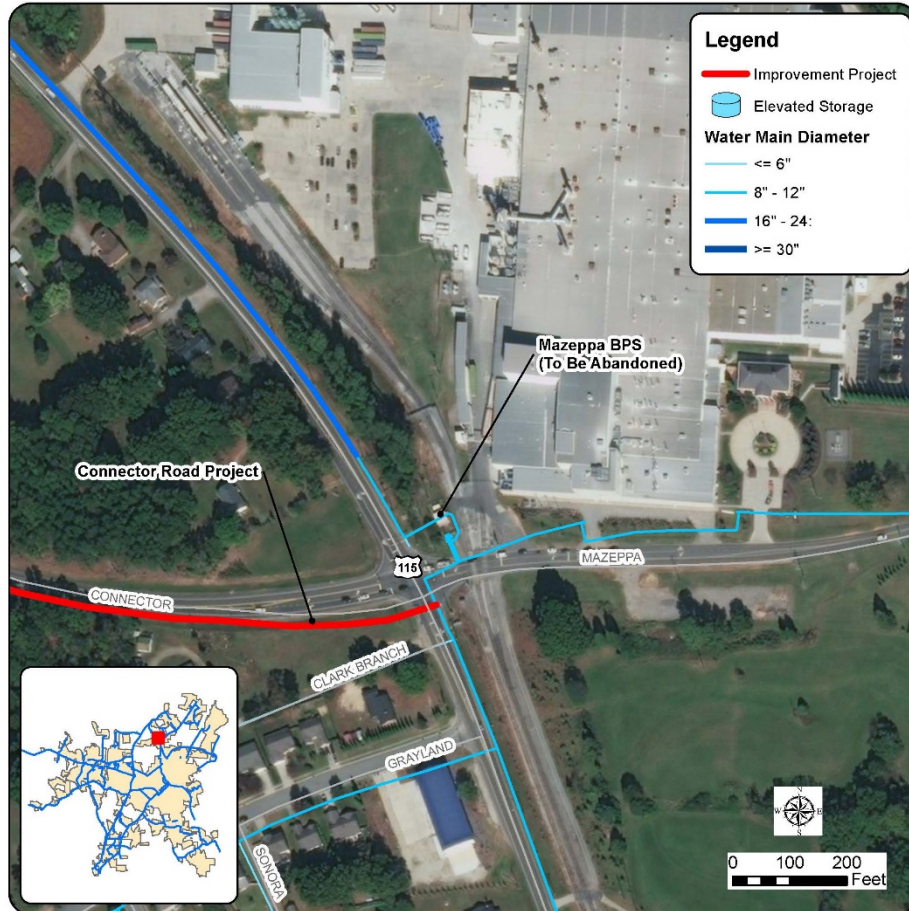 Legend
Improvement Project
Elevated Storage
Water Main Diameter
<= 6"
8" - 12"
16" - 24:
>= 30"
Mazeppa BPS
(To Be Abandoned)
Connector Road Project
115
MAZEPPA
CONNECTOR
CLARK BRANCH
GRAYLAND
SONORA
N
W E
S
0 100 200
Feet